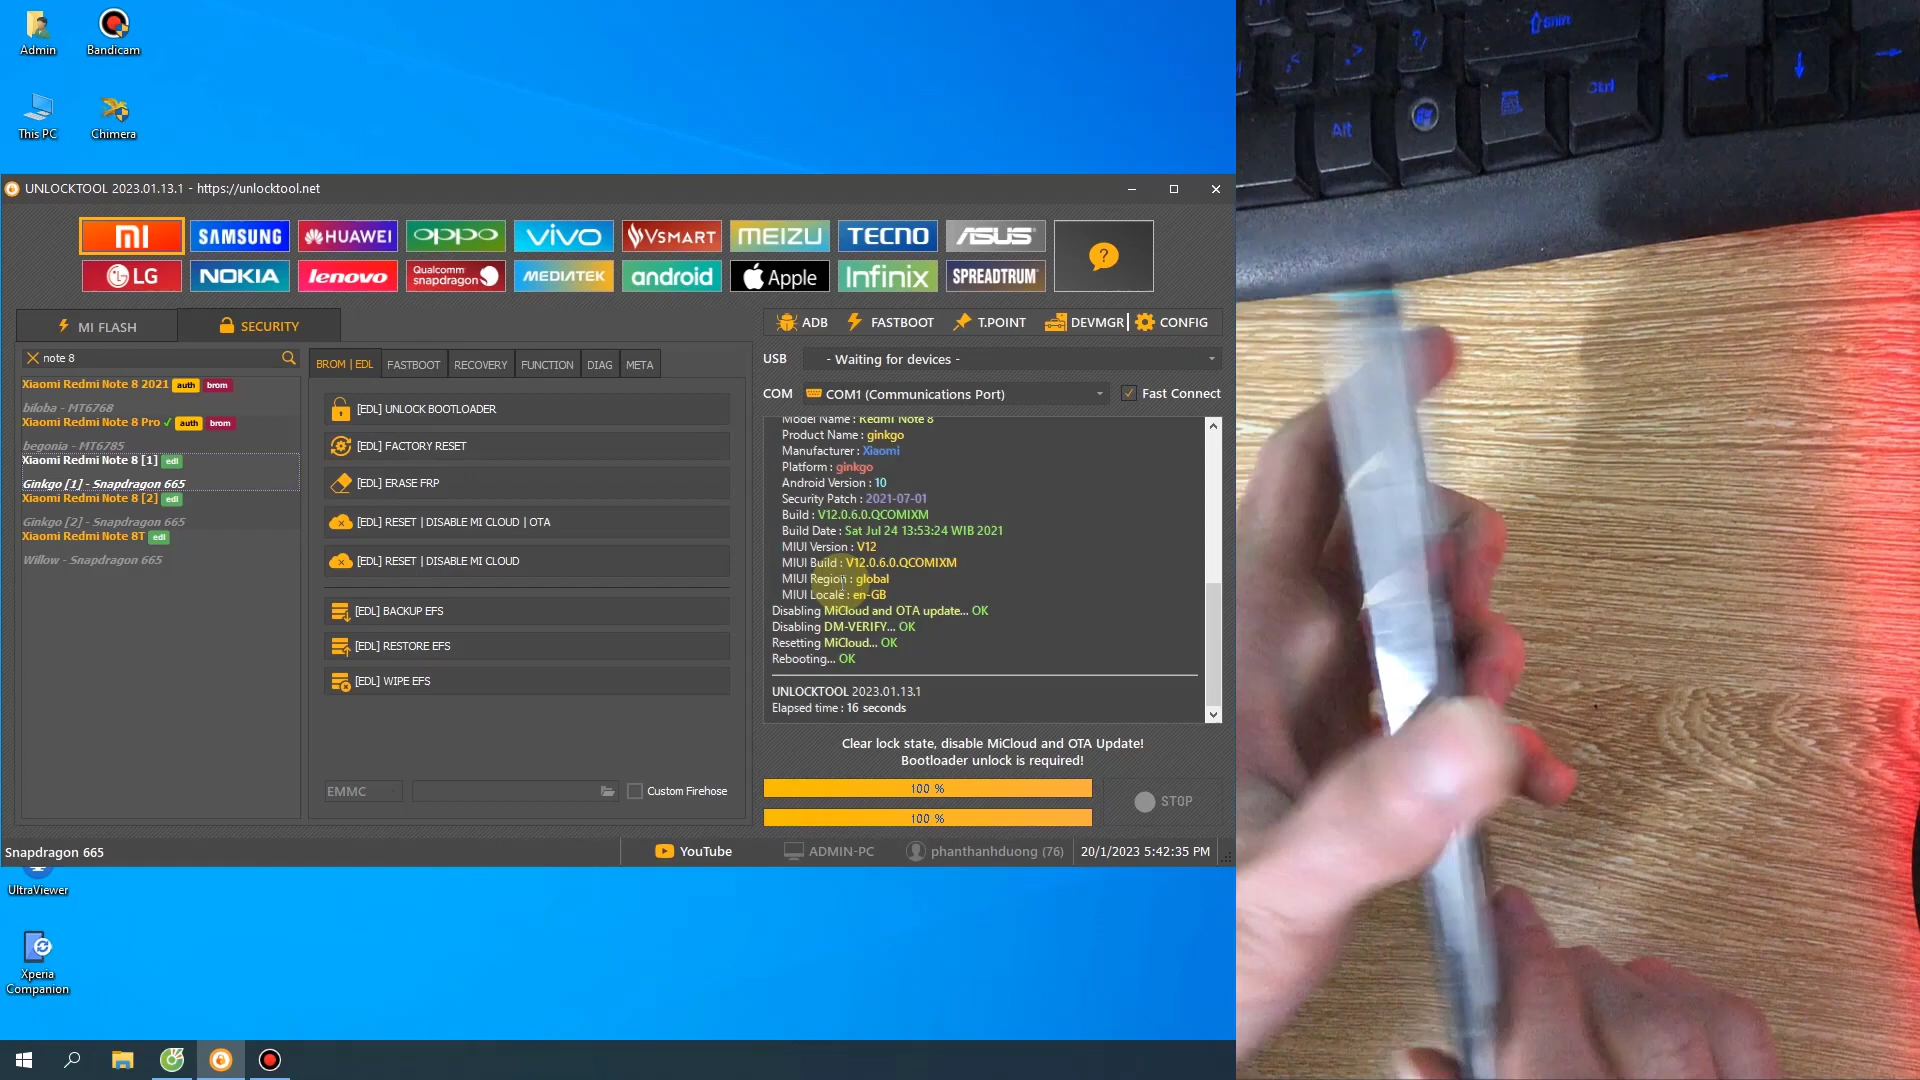 Admin
Bandicam
This PC
Chimera
UNLOCKTOOL 2023.01.13.1 - https://unlocktool.net
mi
SAMSUNG
HUAWEI
oppo
vivo
VSMART
MEIZU
TECNO
ASUS
?
LG
NOKIA
lenovo
Qualcomm
snapdragon
MEDIATEK
android
Apple
Infinix
SPREADTRUM
MI FLASH
SECURITY
ADB
FASTBOOT
T.POINT
DEVMGR
CONFIG
note 8
BROM | EDL
FASTBOOT
RECOVERY
FUNCTION
DIAG
META
USB
- Waiting for devices -
COM
COM1 (Communications Port)
Fast Connect
Xiaomi Redmi Note 8 2021 auth brom
biloba - MT6768
Xiaomi Redmi Note 8 Pro ✓ auth brom
begonia - MT6785
Xiaomi Redmi Note 8 [1] edl
Ginkgo [1] - Snapdragon 665
Xiaomi Redmi Note 8 [2] edl
Ginkgo [2] - Snapdragon 665
Xiaomi Redmi Note 8T edl
Willow - Snapdragon 665
[EDL] UNLOCK BOOTLOADER
[EDL] FACTORY RESET
[EDL] ERASE FRP
[EDL] RESET | DISABLE MI CLOUD | OTA
[EDL] RESET | DISABLE MI CLOUD
[EDL] BACKUP EFS
[EDL] RESTORE EFS
[EDL] WIPE EFS
EMMC
Custom Firehose
Model Name : Redmi Note 8
Product Name : ginkgo
Manufacturer : Xiaomi
Platform : ginkgo
Android Version : 10
Security Patch : 2021-07-01
Build : V12.0.6.0.QCOMIXM
Build Date : Sat Jul 24 13:53:24 WIB 2021
MIUI Version : V12
MIUI Build : V12.0.6.0.QCOMIXM
MIUI Region : global
MIUI Locale : en-GB
Disabling MiCloud and OTA update... OK
Disabling DM-VERIFY... OK
Resetting MiCloud... OK
Rebooting... OK
UNLOCKTOOL 2023.01.13.1
Elapsed time : 16 seconds
Clear lock state, disable MiCloud and OTA Update!
Bootloader unlock is required!
100 %
100 %
STOP
Snapdragon 665
YouTube
ADMIN-PC
phanthanhduong (76)
20/1/2023 5:42:35 PM
UltraViewer
Xperia
Companion
Shift
Alt
Ctrl